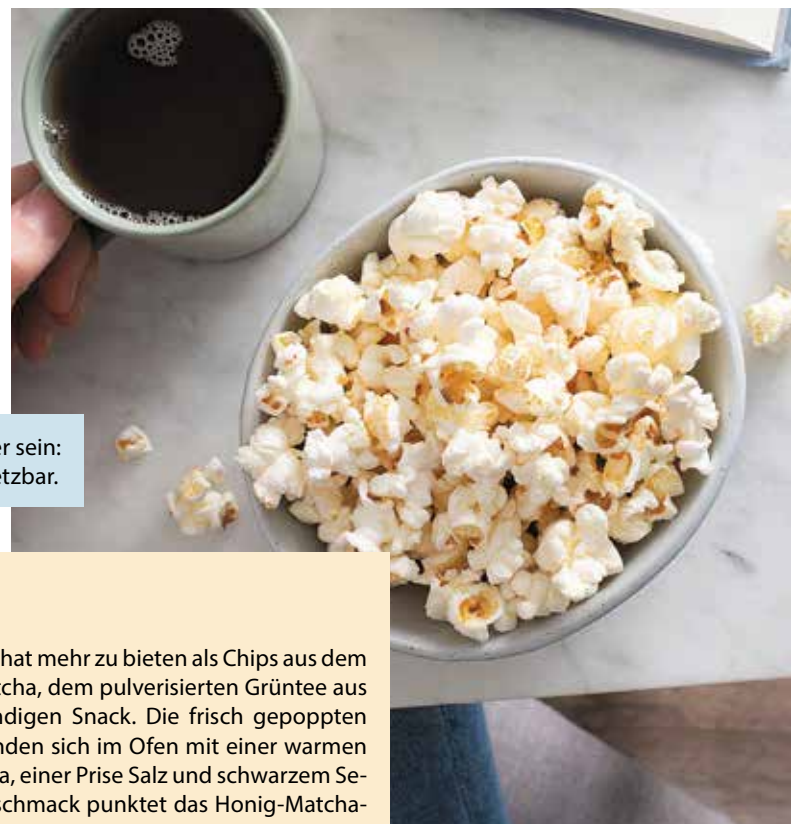 er sein:
etzbar.
hat mehr zu bieten als Chips aus dem
tcha, dem pulverisierten Grüntee aus
ndigen Snack. Die frisch gepoppten
nden sich im Ofen mit einer warmen
a, einer Prise Salz und schwarzem Se-
schmack punktet das Honig-Matcha-